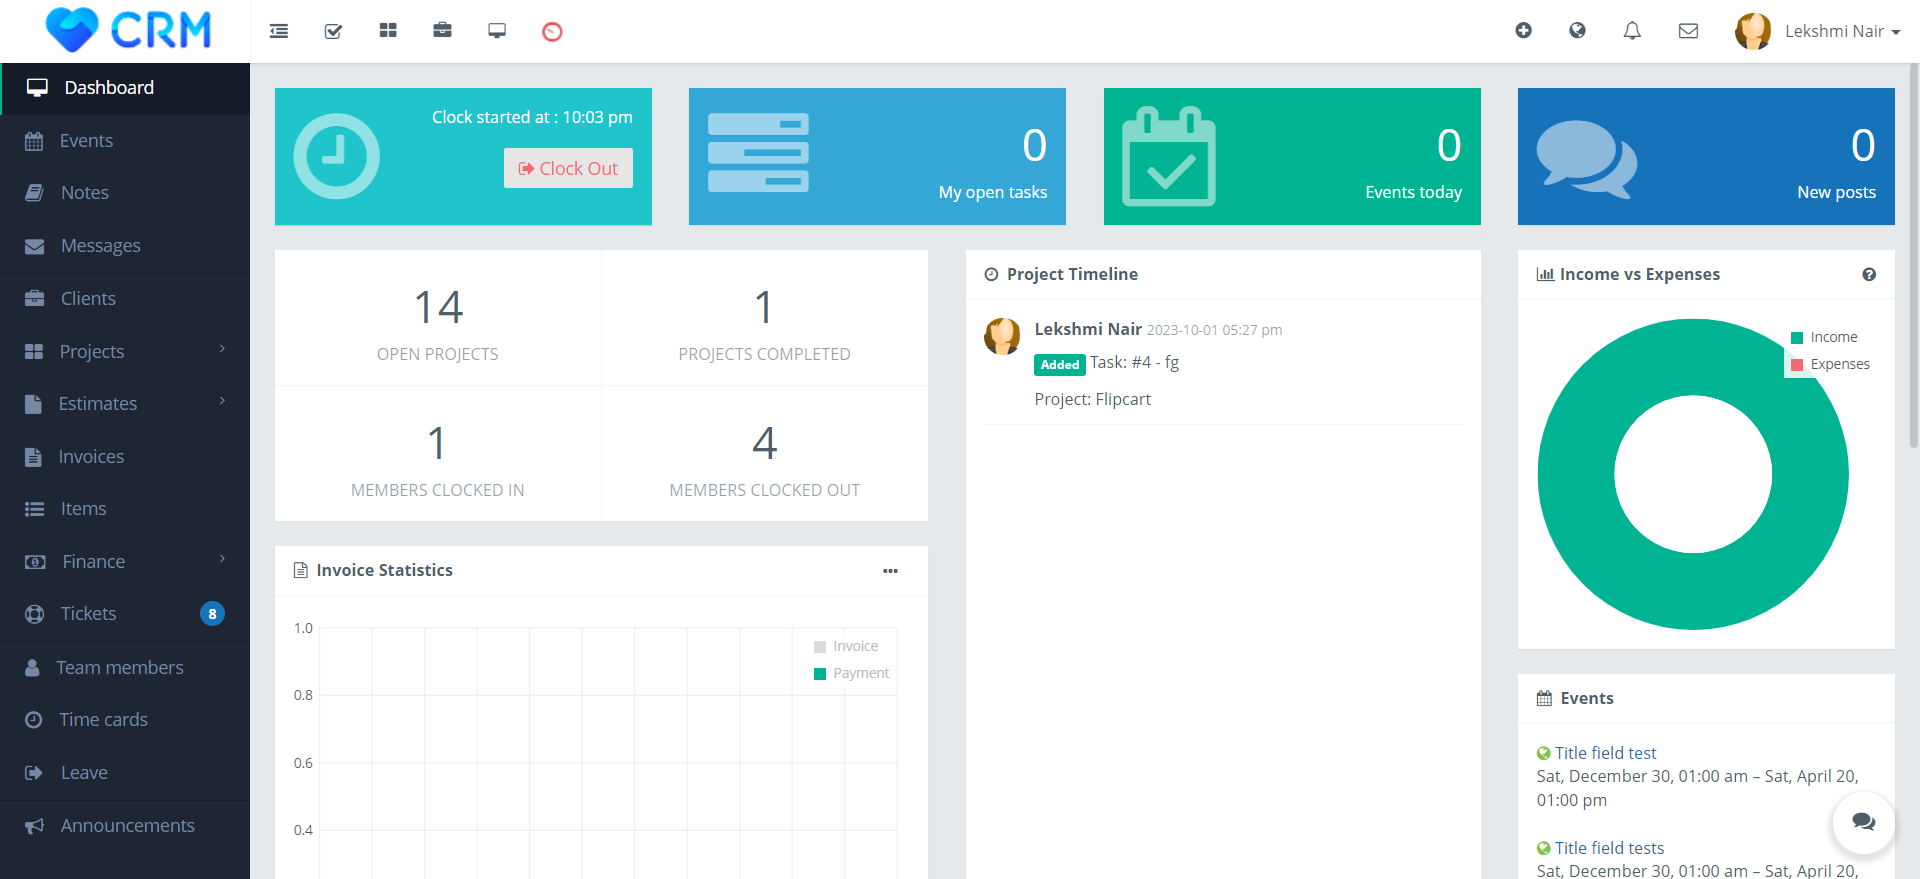 CRM
Lekshmi Nair
Dashboard
Events
Notes
Messages
Clients
Projects
Estimates
Invoices
Items
Finance
Tickets
8
Team members
Time cards
Leave
Announcements
Clock started at : 10:03 pm
Clock Out
0
My open tasks
0
Events today
0
New posts
14
OPEN PROJECTS
1
PROJECTS COMPLETED
1
MEMBERS CLOCKED IN
4
MEMBERS CLOCKED OUT
Invoice Statistics
1.0
0.8
0.6
0.4
Invoice
Payment
Project Timeline
Lekshmi Nair 2023-10-01 05:27 pm
Added Task: #4 - fg
Project: Flipcart
Income vs Expenses
Income
Expenses
Events
Title field test
Sat, December 30, 01:00 am – Sat, April 20,
01:00 pm
Title field tests
Sat, December 30, 01:00 am – Sat, April 20,